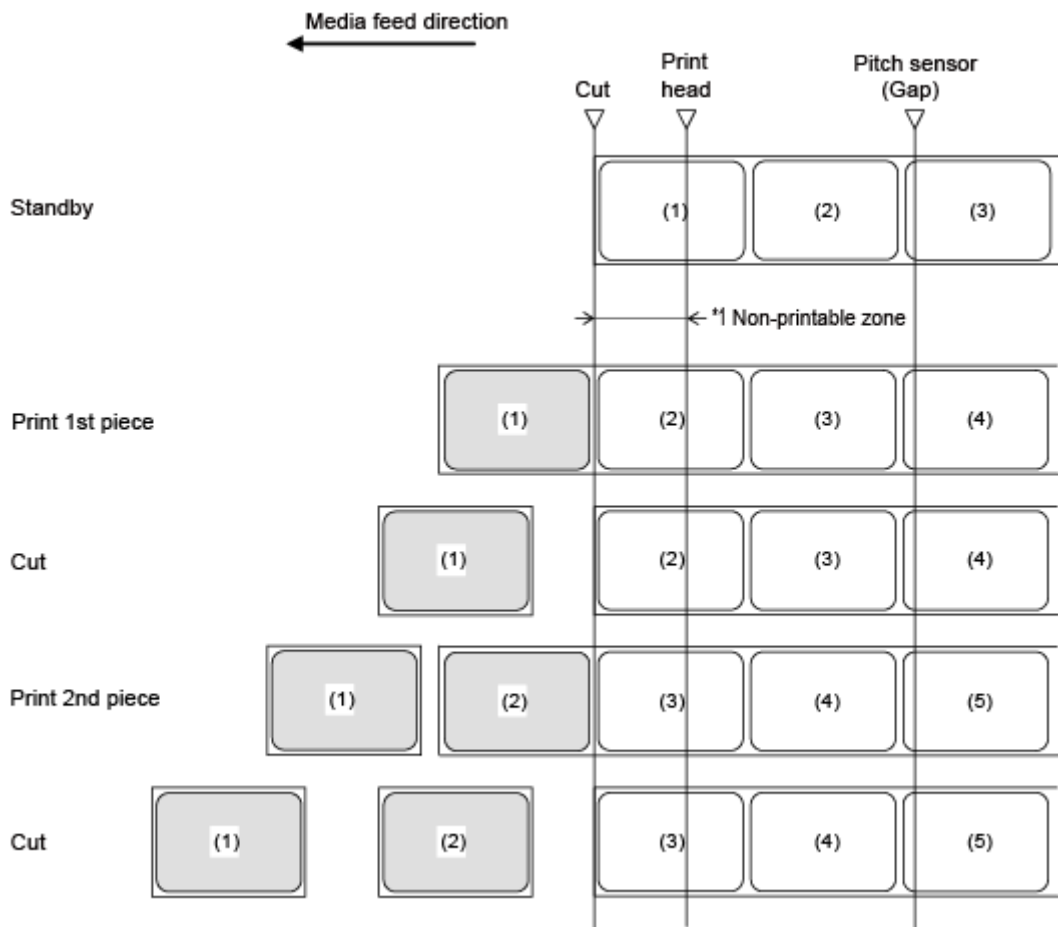 Media feed direction
Cut
Print
head
Pitch sensor
(Gap)
Standby
(1)
(2)
(3)
*1 Non-printable zone
Print 1st piece
(1)
(2)
(3)
(4)
Cut
(1)
(2)
(3)
(4)
Print 2nd piece
(1)
(2)
(3)
(4)
(5)
Cut
(1)
(2)
(3)
(4)
(5)